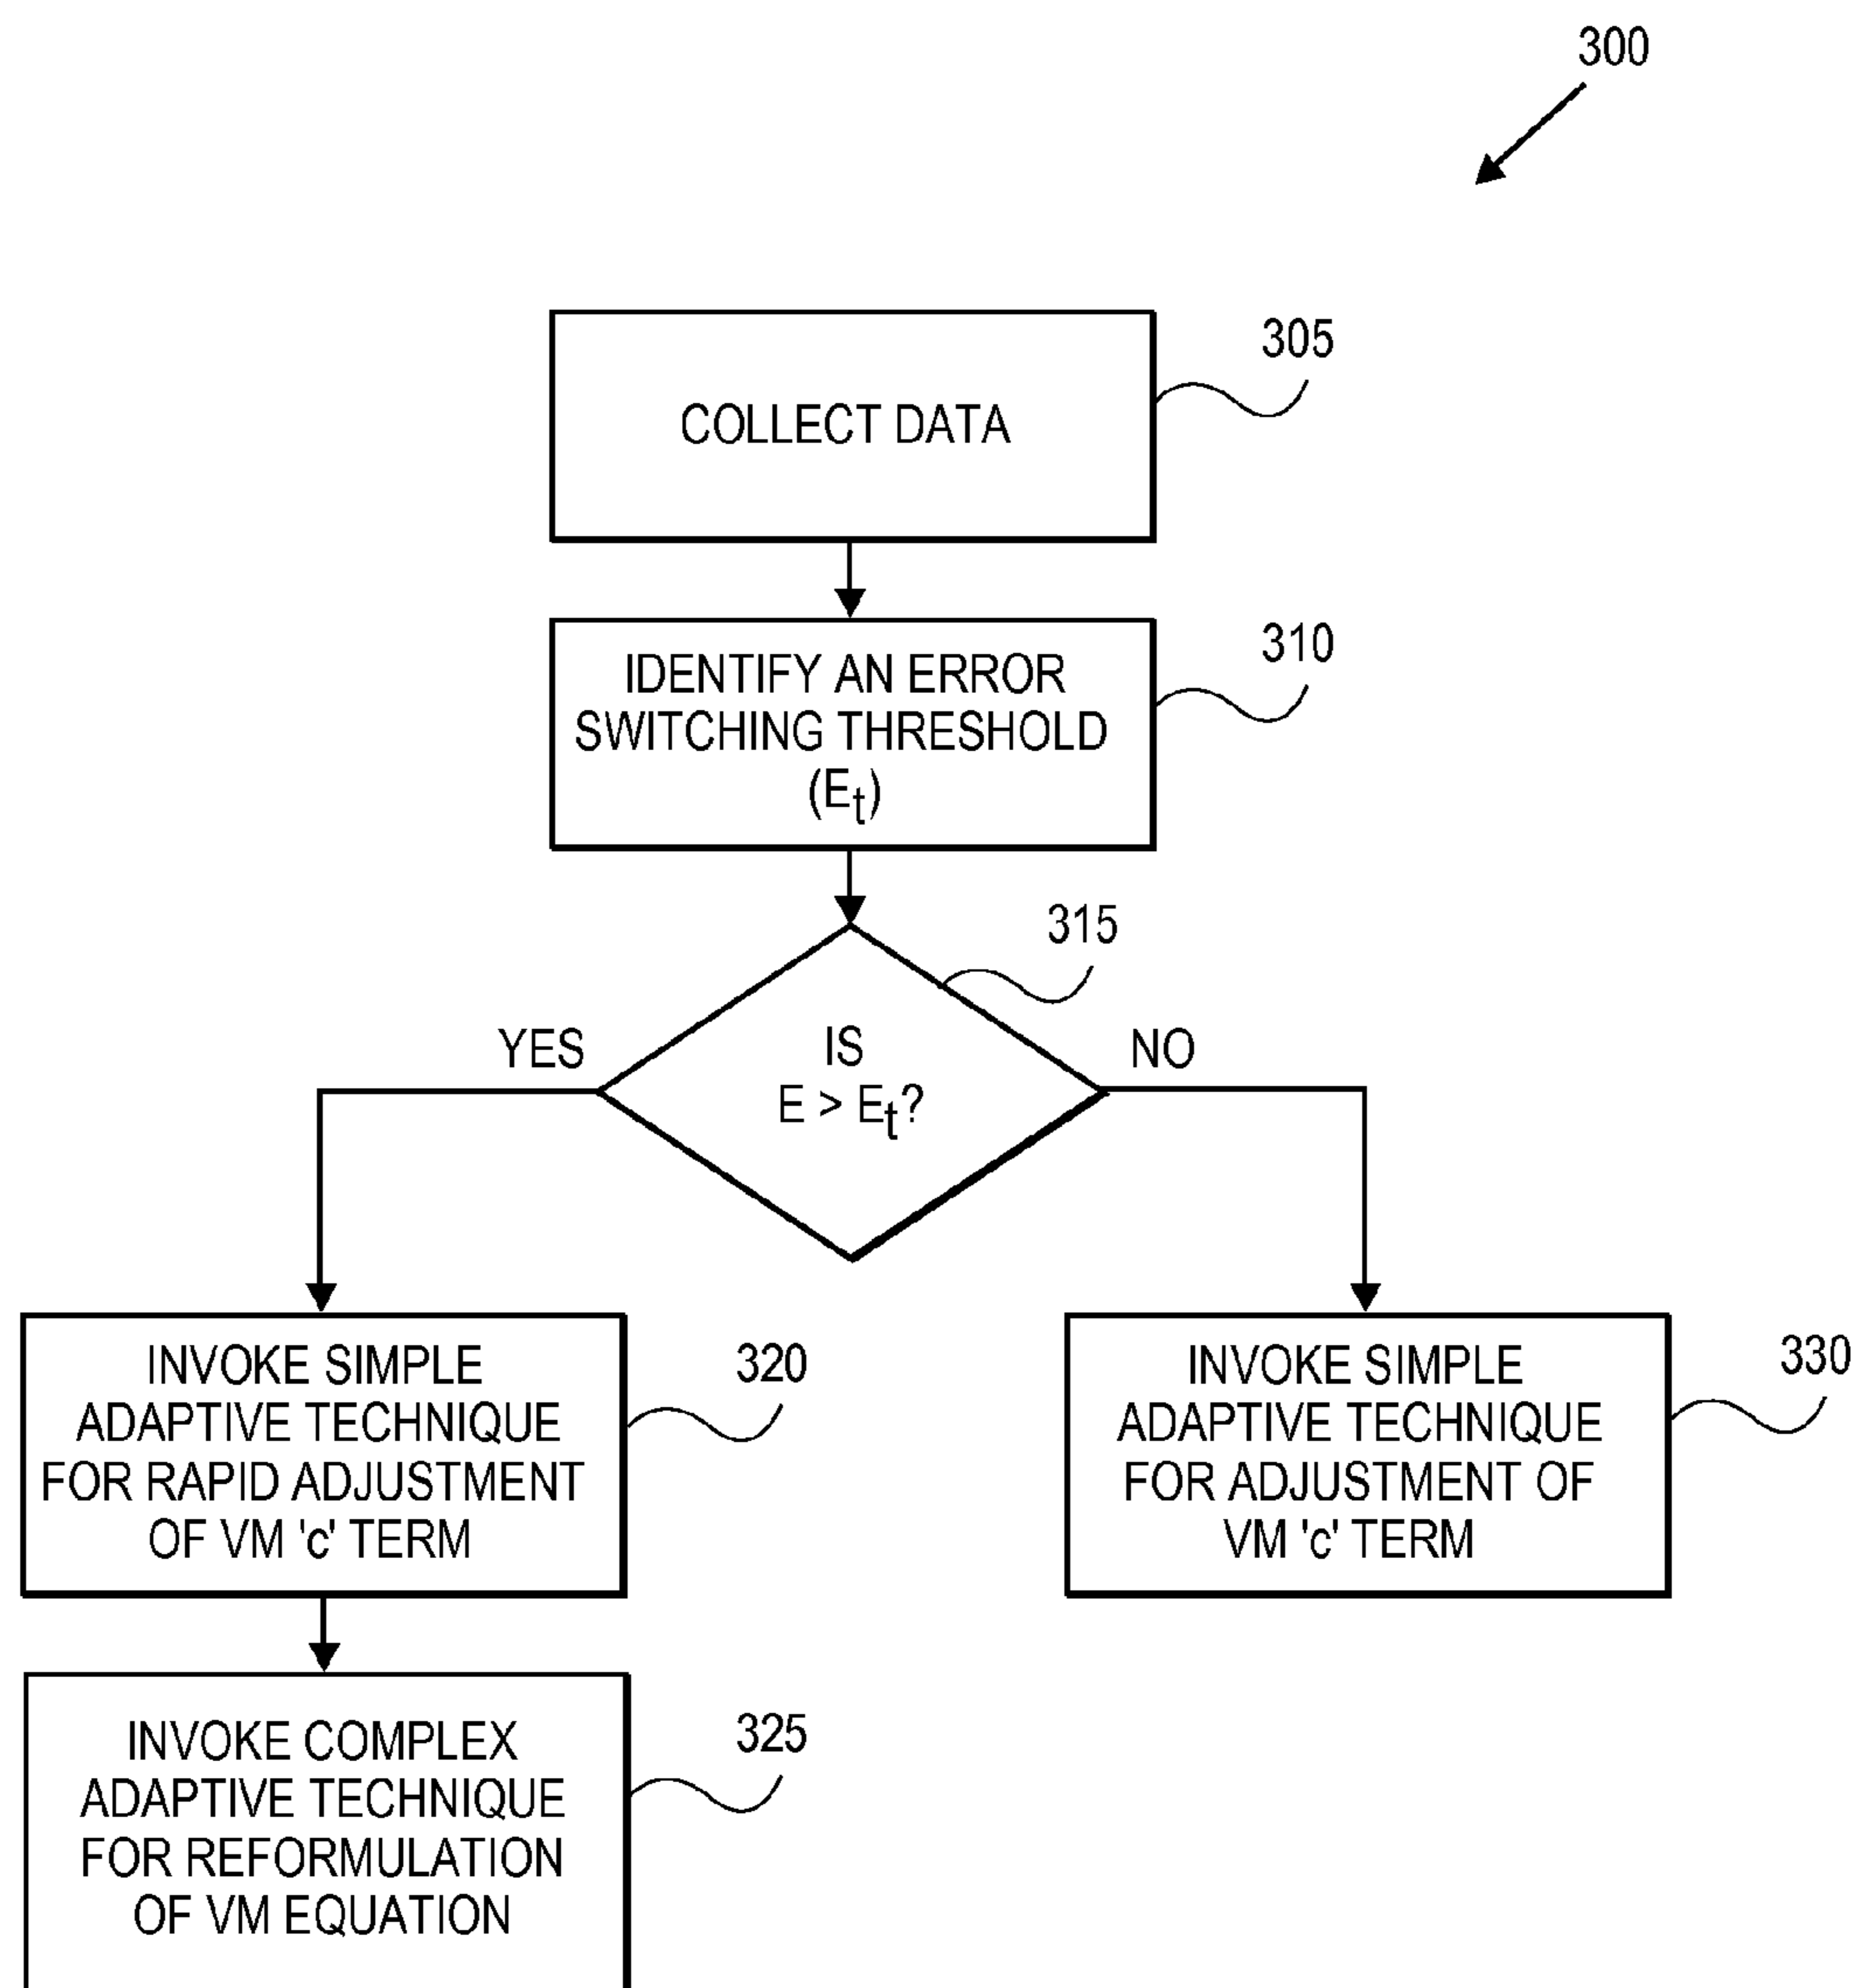 300
COLLECT DATA
305
IDENTIFY AN ERROR
SWITCHING THRESHOLD
(Et)
310
315
IS
E > Et?
YES
NO
INVOKE SIMPLE
ADAPTIVE TECHNIQUE
FOR RAPID ADJUSTMENT
OF VM 'c' TERM
320
INVOKE SIMPLE
ADAPTIVE TECHNIQUE
FOR ADJUSTMENT OF
VM 'c' TERM
330
INVOKE COMPLEX
ADAPTIVE TECHNIQUE
FOR REFORMULATION
OF VM EQUATION
325